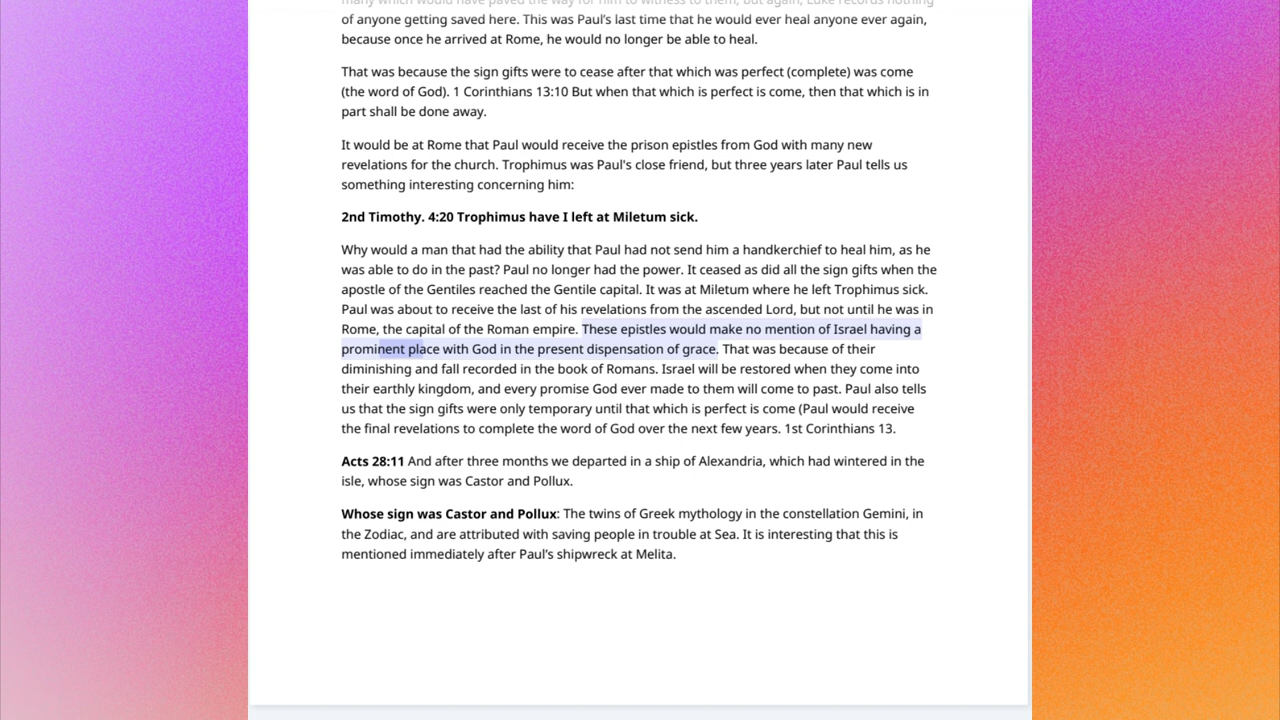 many which would have paved the way for him to witness to them, but again, Luke records nothing
of anyone getting saved here. This was Paul's last time that he would ever heal anyone ever again,
because once he arrived at Rome, he would no longer be able to heal.
That was because the sign gifts were to cease after that which was perfect (complete) was come
(the word of God). 1 Corinthians 13:10 But when that which is perfect is come, then that which is in
part shall be done away.
It would be at Rome that Paul would receive the prison epistles from God with many new
revelations for the church. Trophimus was Paul's close friend, but three years later Paul tells us
something interesting concerning him:
2nd Timothy. 4:20 Trophimus have I left at Miletum sick.
Why would a man that had the ability that Paul had not send him a handkerchief to heal him, as he
was able to do in the past? Paul no longer had the power. It ceased as did all the sign gifts when the
apostle of the Gentiles reached the Gentile capital. It was at Miletum where he left Trophimus sick.
Paul was about to receive the last of his revelations from the ascended Lord, but not until he was in
Rome, the capital of the Roman empire. These epistles would make no mention of Israel having a
prominent place with God in the present dispensation of grace. That was because of their
diminishing and fall recorded in the book of Romans. Israel will be restored when they come into
their earthly kingdom, and every promise God ever made to them will come to past. Paul also tells
us that the sign gifts were only temporary until that which is perfect is come (Paul would receive
the final revelations to complete the word of God over the next few years. 1st Corinthians 13.
Acts 28:11 And after three months we departed in a ship of Alexandria, which had wintered in the
isle, whose sign was Castor and Pollux.
Whose sign was Castor and Pollux: The twins of Greek mythology in the constellation Gemini, in
the Zodiac, and are attributed with saving people in trouble at Sea. It is interesting that this is
mentioned immediately after Paul's shipwreck at Melita.